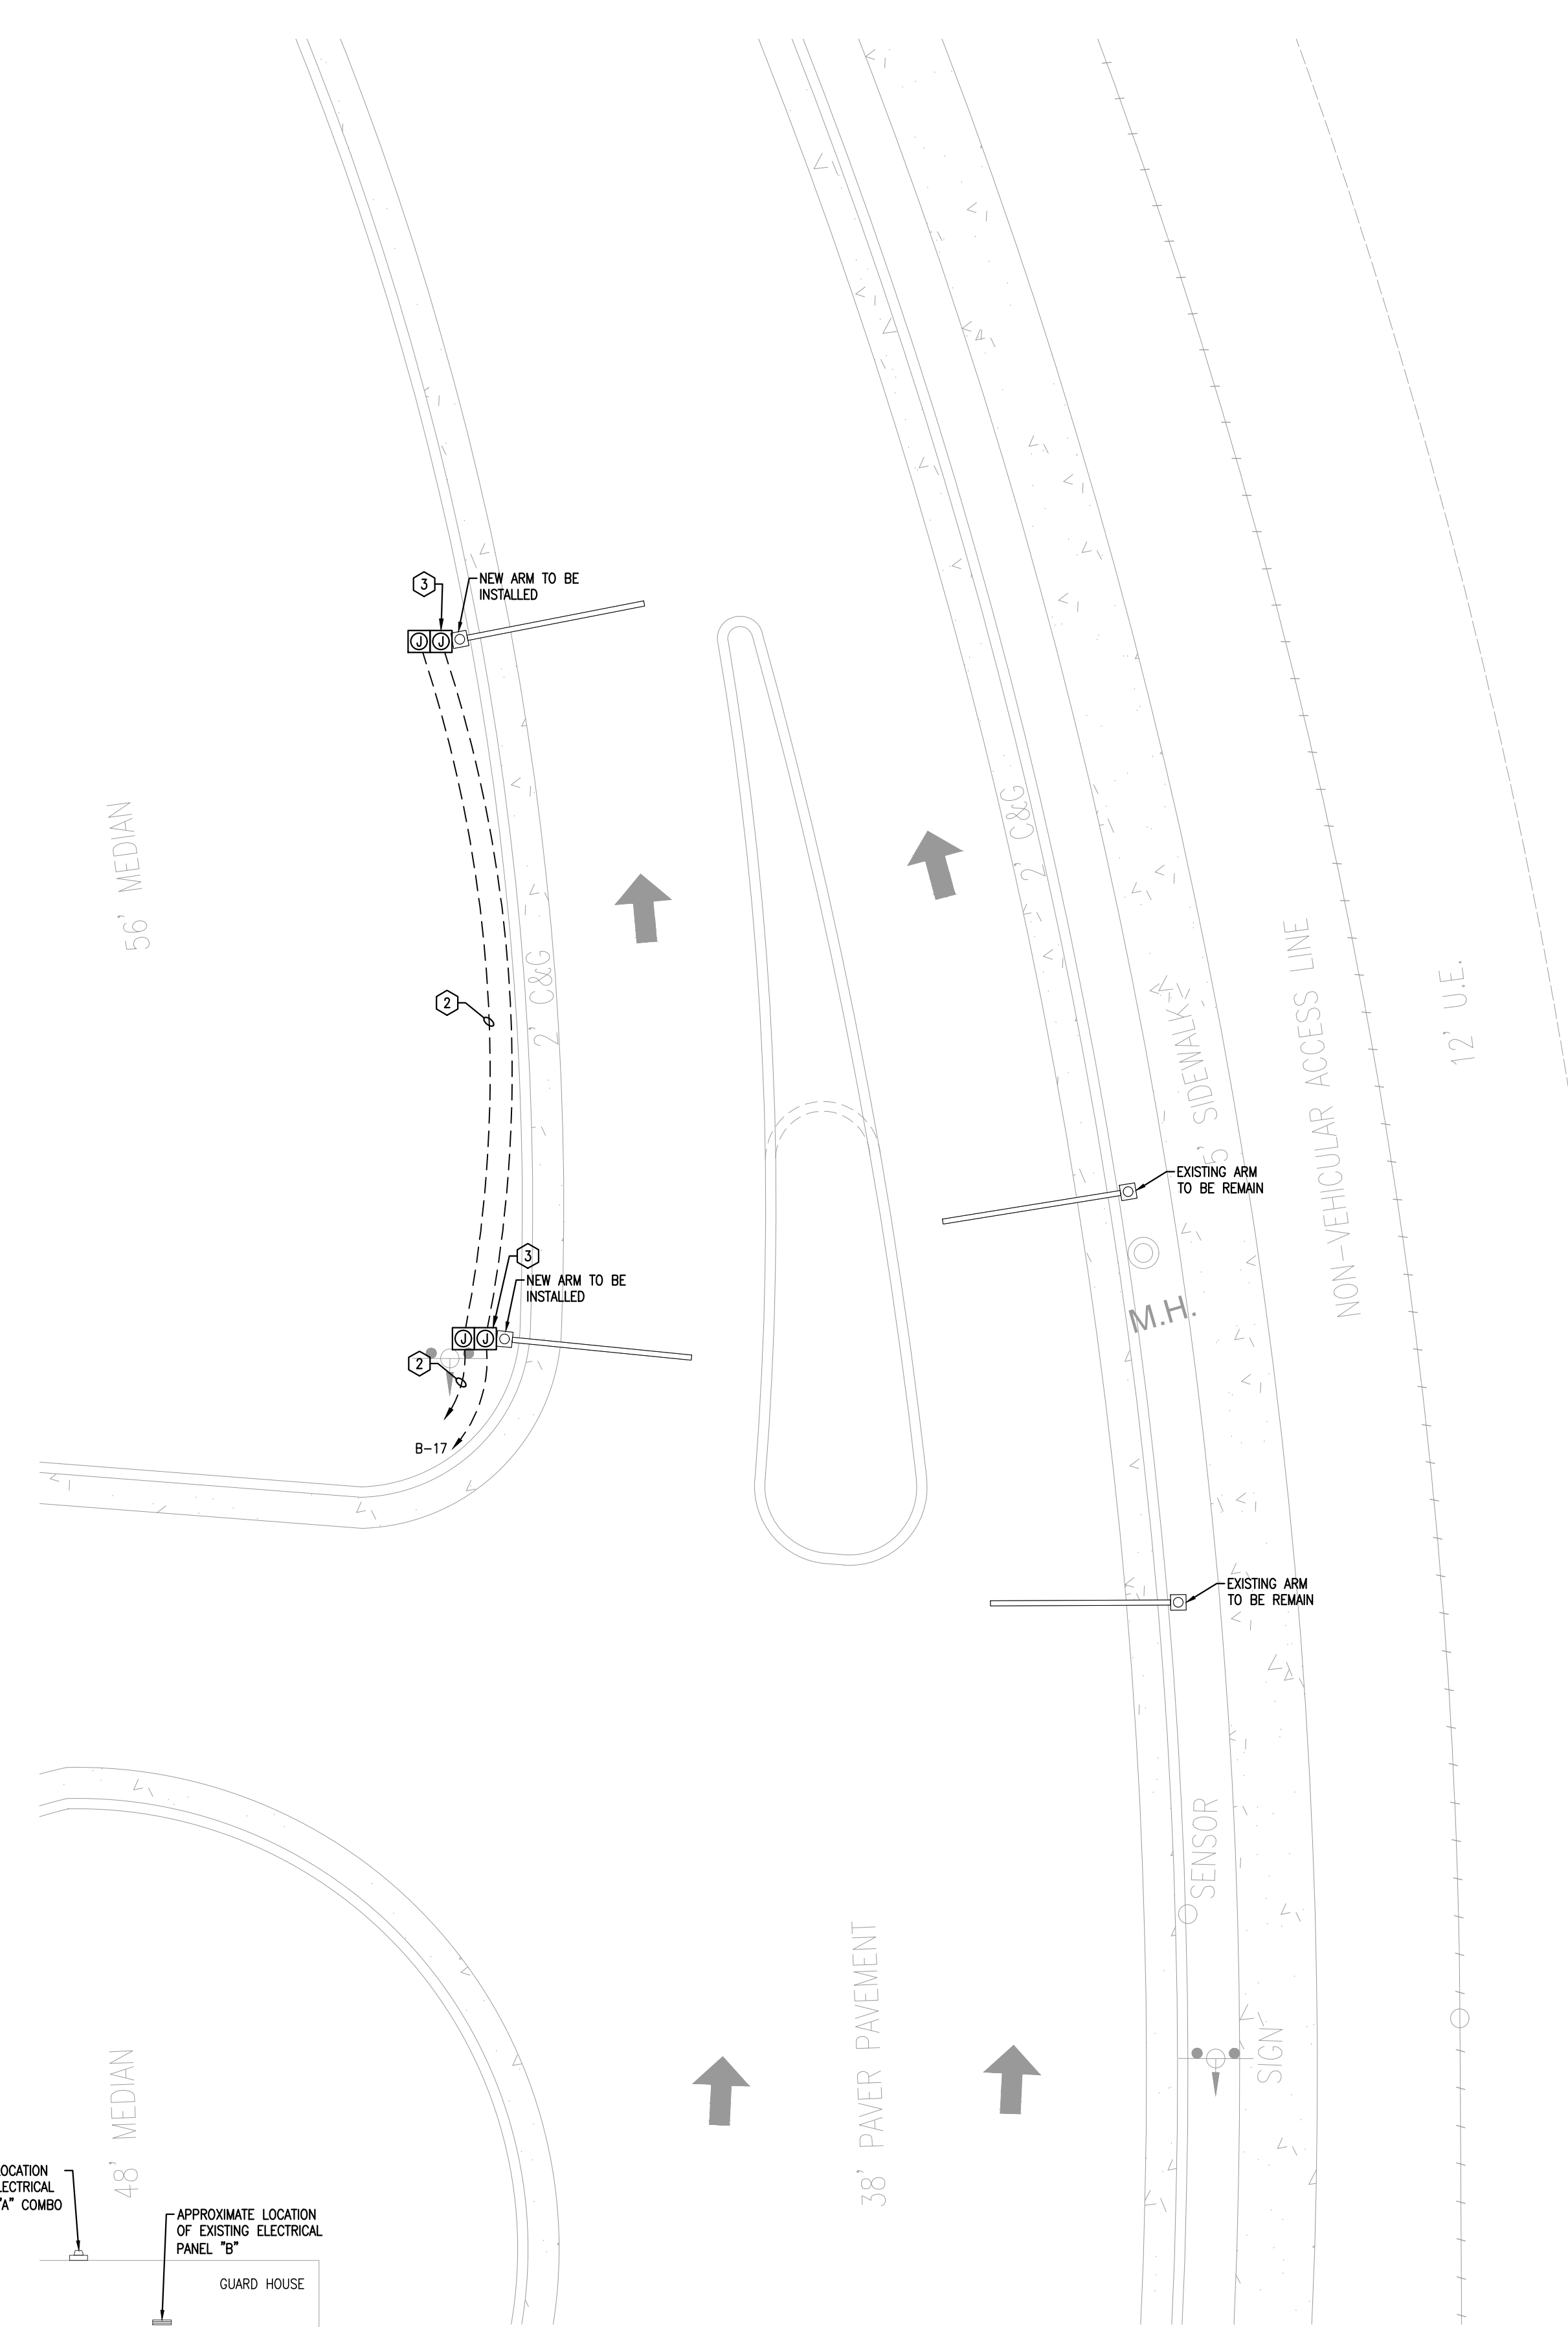 3
NEW ARM TO BE
INSTALLED
J J
56' MEDIAN
2
2' C&G
2' C&G
5' SIDEWALK
NON-VEHICULAR ACCESS LINE
12' U.E.
EXISTING ARM
TO BE REMAIN
3
NEW ARM TO BE
INSTALLED
J J
M.H.
2
B-17
EXISTING ARM
TO BE REMAIN
SENSOR
38' PAVER PAVEMENT
SIGN
48' MEDIAN
"A" COMBO
APPROXIMATE LOCATION
OF EXISTING ELECTRICAL
PANEL "B"
GUARD HOUSE